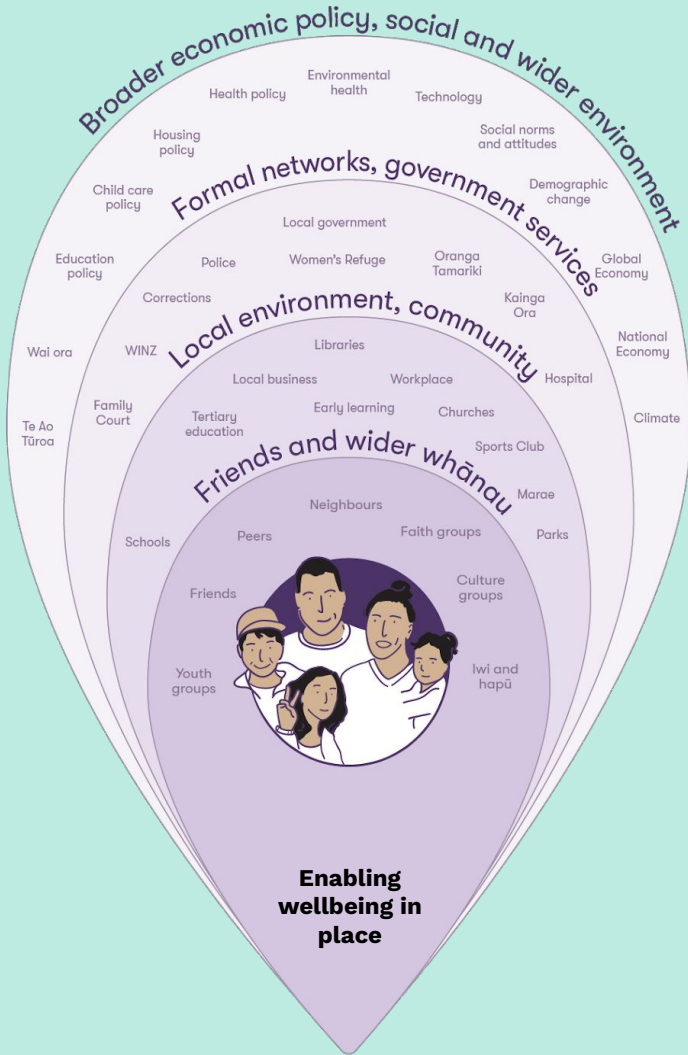 Broader economic policy, social and wider environment
Environmental
health
Health policy
Technology
Housing
policy
Social norms
and attitudes
Child care
policy
Demographic
change
Education
policy
Global
Economy
Wai ora
National
Economy
Te Ao
Tūroa
Climate
Formal networks, government services
Local government
Police
Women's Refuge
Oranga
Tamariki
Corrections
Kainga
Ora
WINZ
Hospital
Family
Court
Local environment, community
Libraries
Local business
Workplace
Tertiary
education
Early learning
Churches
Sports Club
Marae
Schools
Parks
Friends and wider whānau
Neighbours
Peers
Faith groups
Friends
Culture
groups
Youth
groups
Iwi and
hapū
Enabling
wellbeing in
place